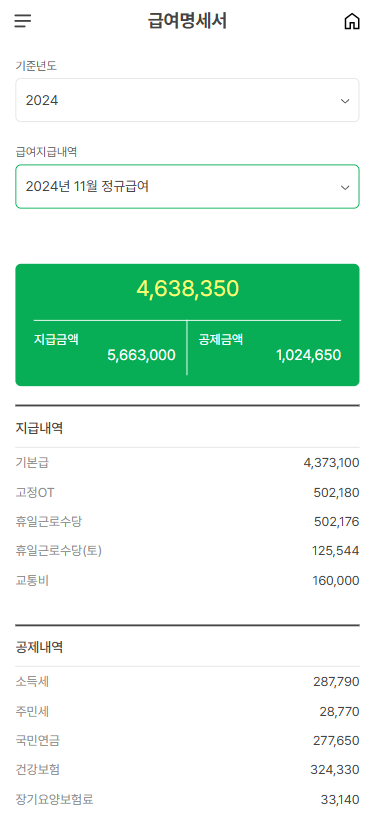 급여명세서
기준년도
2024
급여지급내역
2024년 11월 정규급여
4,638,350
지급금액 공제금액
5,663,000 1,024,650
지급내역
기본급 4,373,100
고정OT 502,180
휴일근로수당 502,176
휴일근로수당(토) 125,544
교통비 160,000
공제내역
소득세 287,790
주민세 28,770
국민연금 277,650
건강보험 324,330
장기요양보험료 33,140